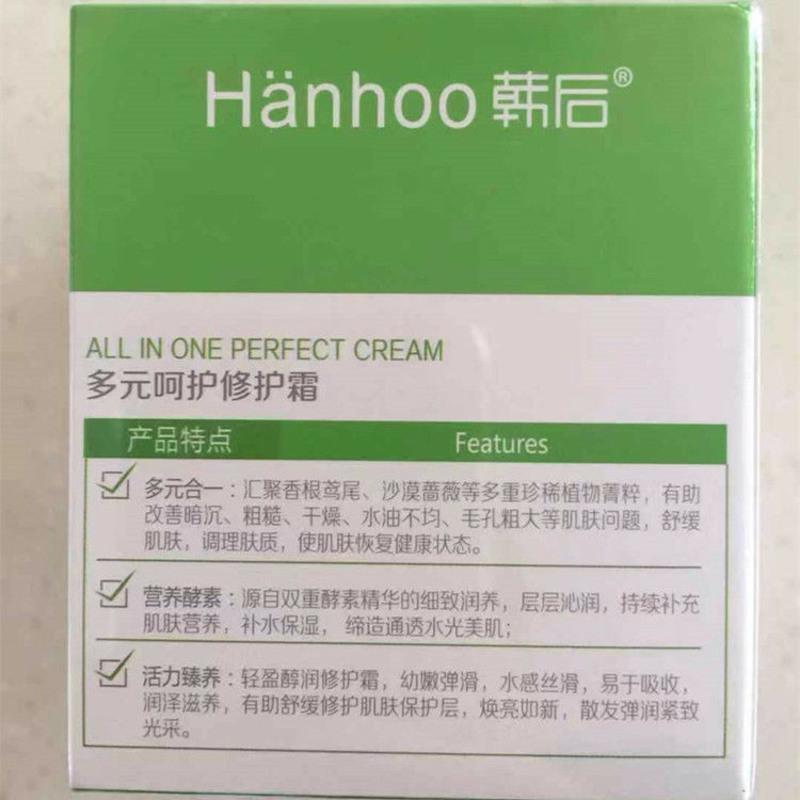 Hänhoo 韩后®
ALL IN ONE PERFECT CREAM
多元呵护修护霜
产品特点 Features
多元合一：汇聚香根鸢尾、沙漠蔷薇等多重珍稀植物菁粹，有助
改善暗沉、粗糙、干燥、水油不均、毛孔粗大等肌肤问题，舒缓
肌肤，调理肤质，使肌肤恢复健康状态。
营养酵素：源自双重酵素精华的细致润养，层层沁润，持续补充
肌肤营养，补水保湿， 缔造通透水光美肌；
活力臻养：轻盈醇润修护霜，幼嫩弹滑，水感丝滑，易于吸收，
润泽滋养，有助舒缓修护肌肤保护层，焕亮如新，散发弹润紧致
光采。